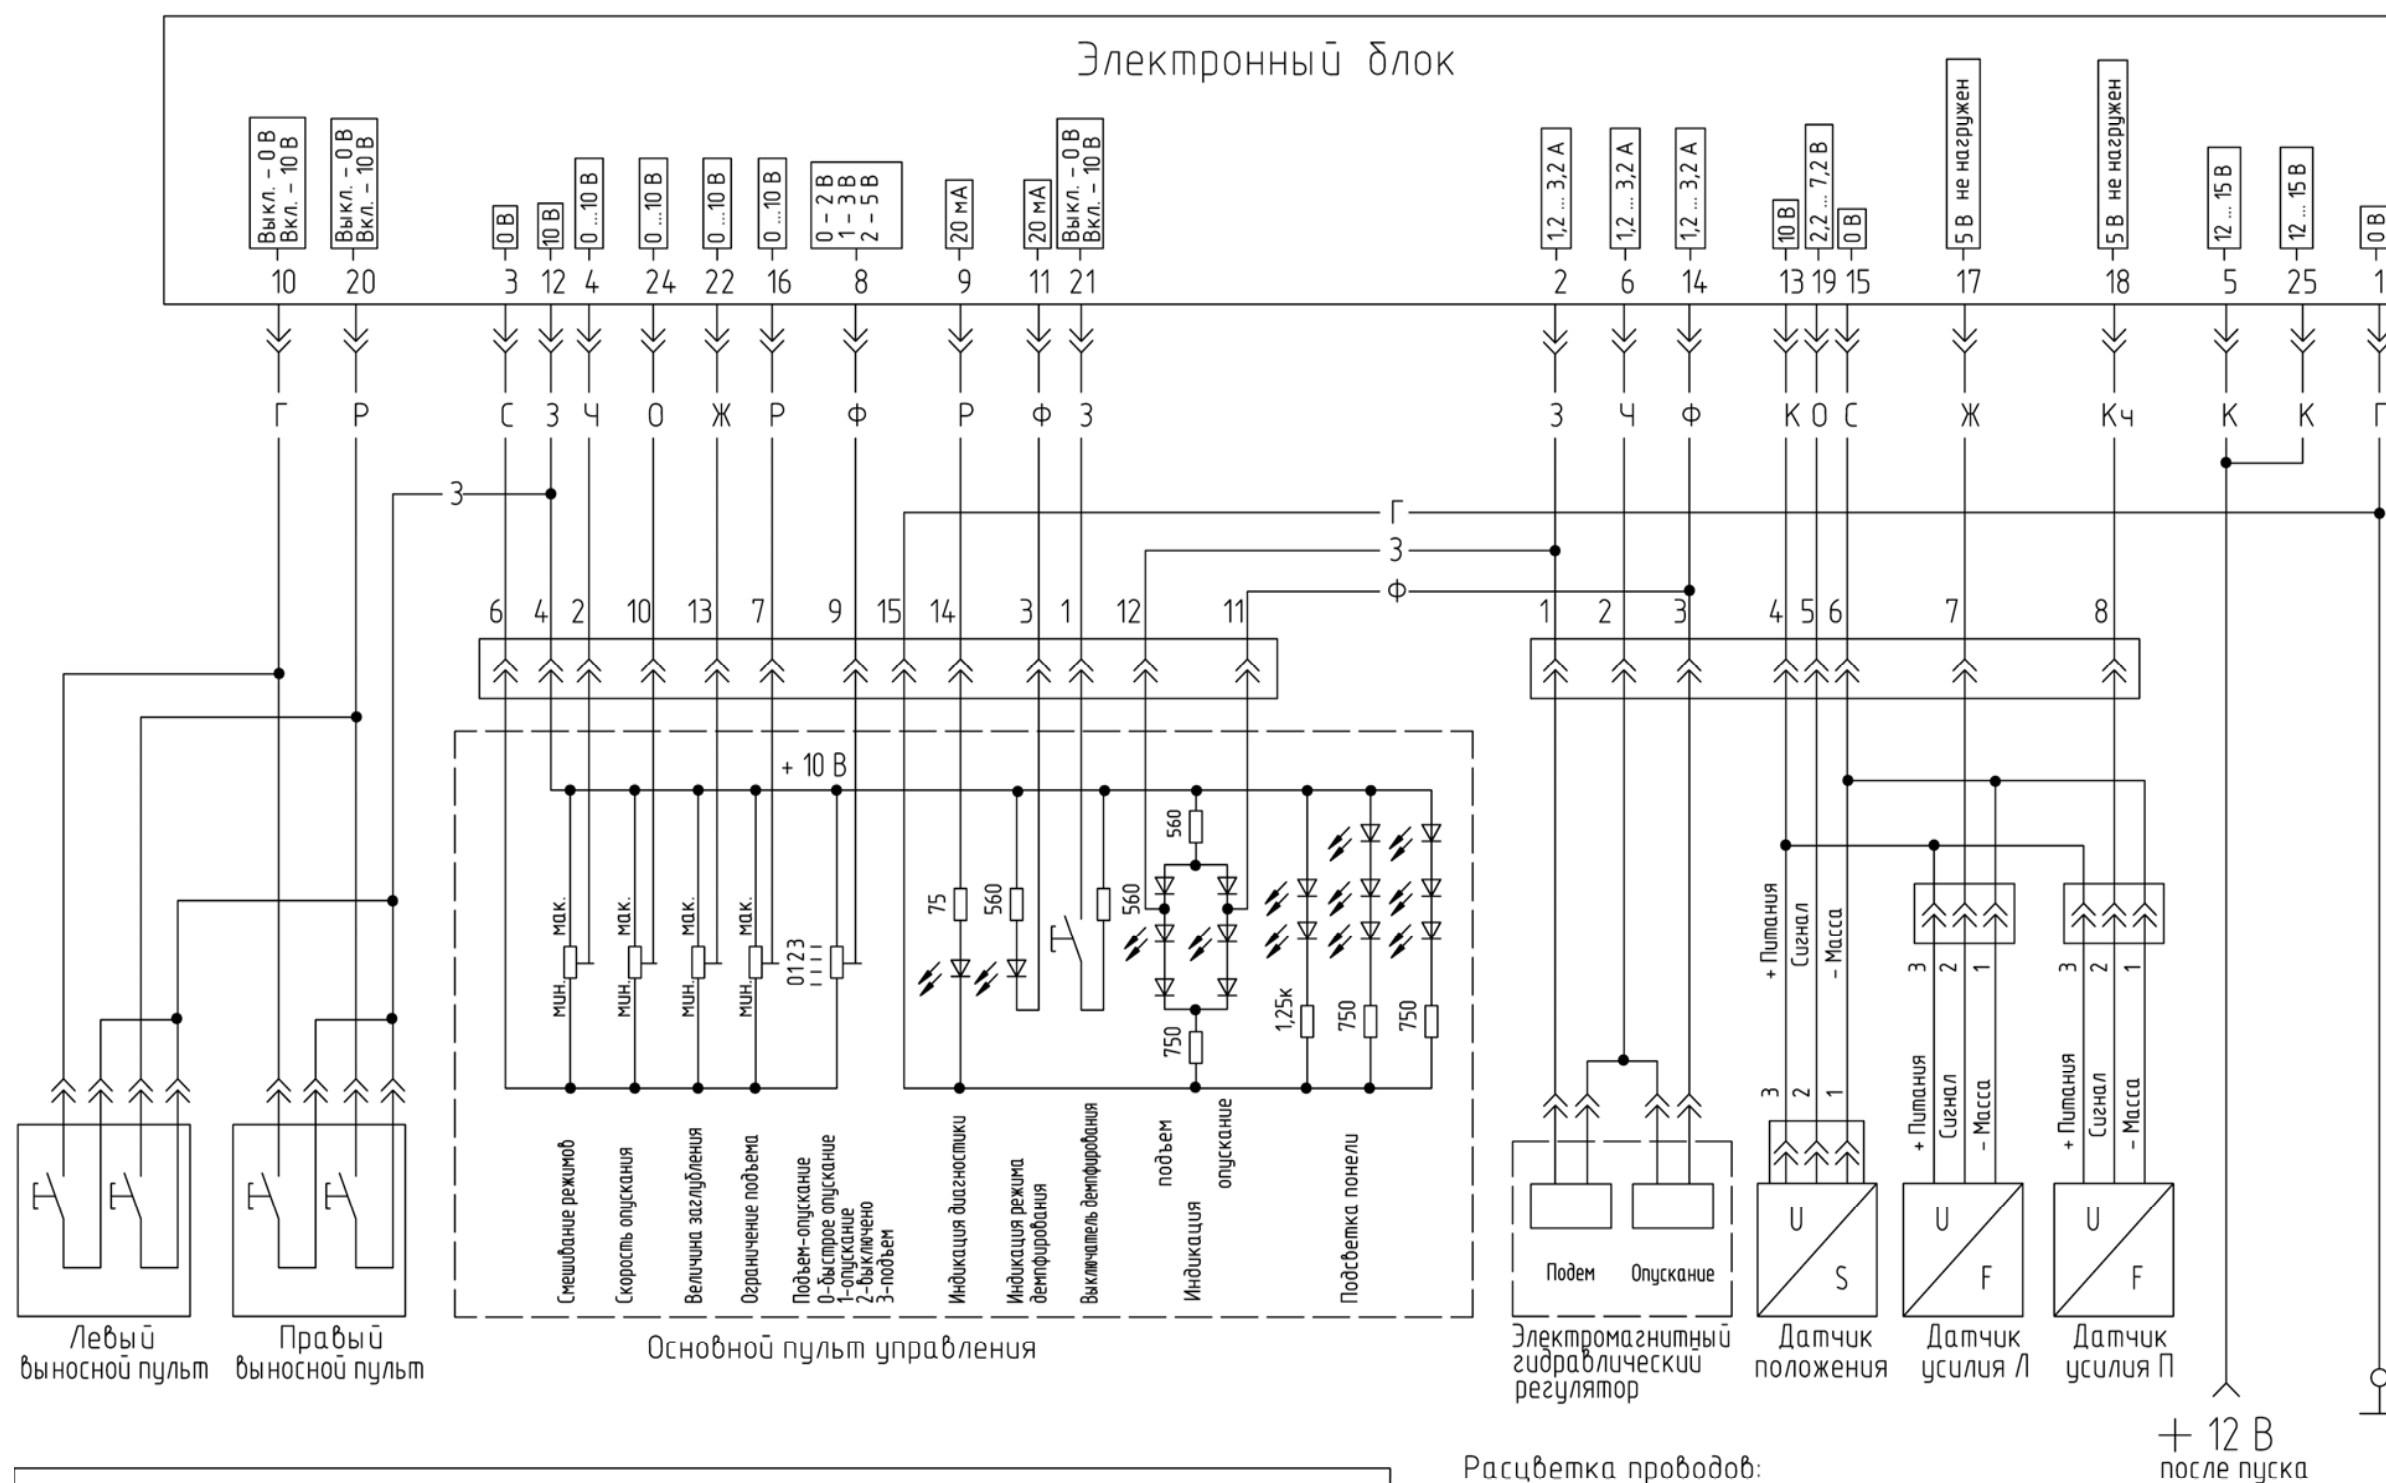 Электронный блок
Выкл. - 0 В
Вкл. - 10 В
Выкл. - 0 В
Вкл. - 10 В
0 В
10 В
0 ...10 В
0 ...10 В
0 ...10 В
0 ...10 В
0 - 2 В
1 - 3 В
2 - 5 В
20 мА
20 мА
Выкл. - 0 В
Вкл. - 10 В
1,2 ... 3,2 А
1,2 ... 3,2 А
1,2 ... 3,2 А
10 В
2,2 ... 7,2 В
0 В
5 В не нагружен
5 В не нагружен
12 ... 15 В
12 ... 15 В
0 В
10 20 3 12 4 24 22 16 8 9 11 21 2 6 14 13 19 15 17 18 5 25 1
Г Р С З Ч О Ж Р Ф Р Ф З З Ч Ф К О С Ж Кч К К Г
З
Г
З
Ф
6 4 2 10 13 7 9 15 14 3 1 12 11 1 2 3 4 5 6 7 8
+ 10 В
560
75
560
560
мин. мак.
мин. мак.
мин. мак.
мин. мак.
0123
750
1,25к
750
750
+ Питания
Сигнал
- Масса
3 2 1
3 2 1
3 2 1
+ Питания
Сигнал
- Масса
+ Питания
Сигнал
- Масса
Смешивание режимов
Скорость опускания
Величина заглубления
Ограничение подъема
Подъем-опускание
0-быстрое опускание
1-опускание
2-выключено
3-подъем
Индикация диагностики
Индикация режима
демпфирования
Выключатель демпфирования
подъем
опускание
Индикация
Подсветка понели
Подем
Опускание
U
S
U
F
U
F
Левый
выносной пульт
Правый
выносной пульт
Основной пульт управления
Электромагнитный
гидравлический
регулятор
Датчик
положения
Датчик
усилия Л
Датчик
усилия П
+ 12 В
после пуска
Расцветка проводов: